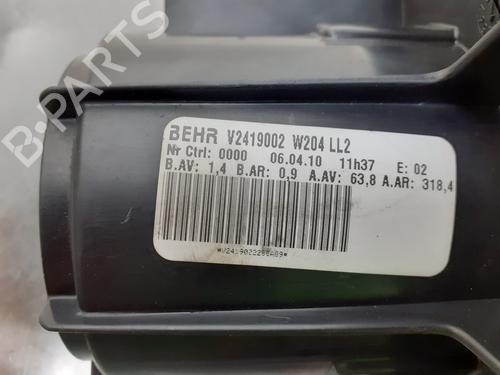 BEHR V2419002 W204 LL2
Nr Ctrl: 0000 06.04.10 11h37 E: 02
B.AV: 1,4 B.AR: 0,9 A.AV: 63,8 A.AR: 318,4